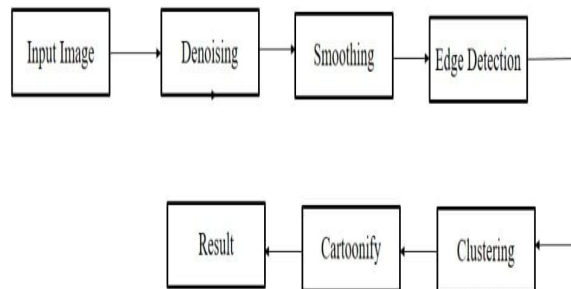 Input Image
Denoising
Smoothing
Edge Detection
Clustering
Cartoonify
Result